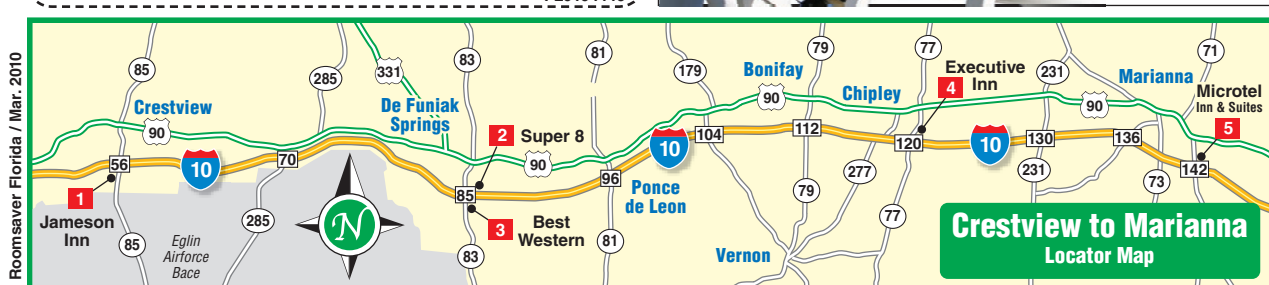 Roomsaver Florida / Mar. 2010
85
285
331
83
81
179
79
77
231
71
Crestview
90
De Funiak
Springs
Bonifay
90
Chipley
4
Executive
Inn
90
Marianna
Microtel
Inn & Suites
5
2
Super 8
90
56
10
70
85
96
10
104
112
120
10
130
136
142
1
Jameson
Inn
85
285
Eglin
Airforce
Bace
N
3
Best
Western
83
81
Ponce
de Leon
Vernon
79
277
77
231
73
Crestview to Marianna
Locator Map